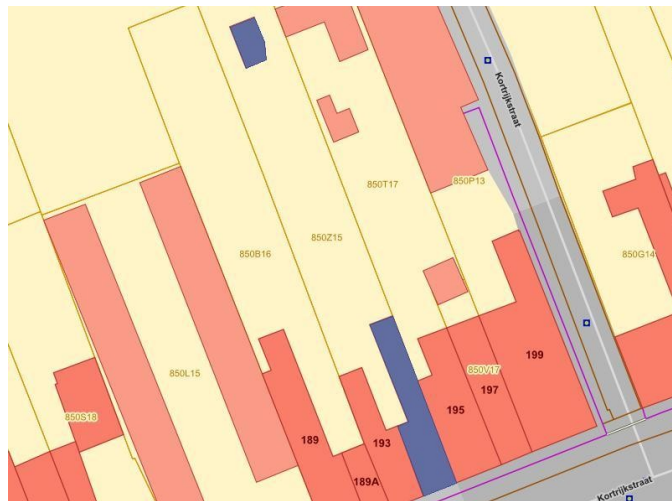 Kortrijkstraat
850T17
850P13
850B16
850Z15
850G14
850L15
850V17
199
197
195
193
189
189A
850S18
Kortrijkstraat